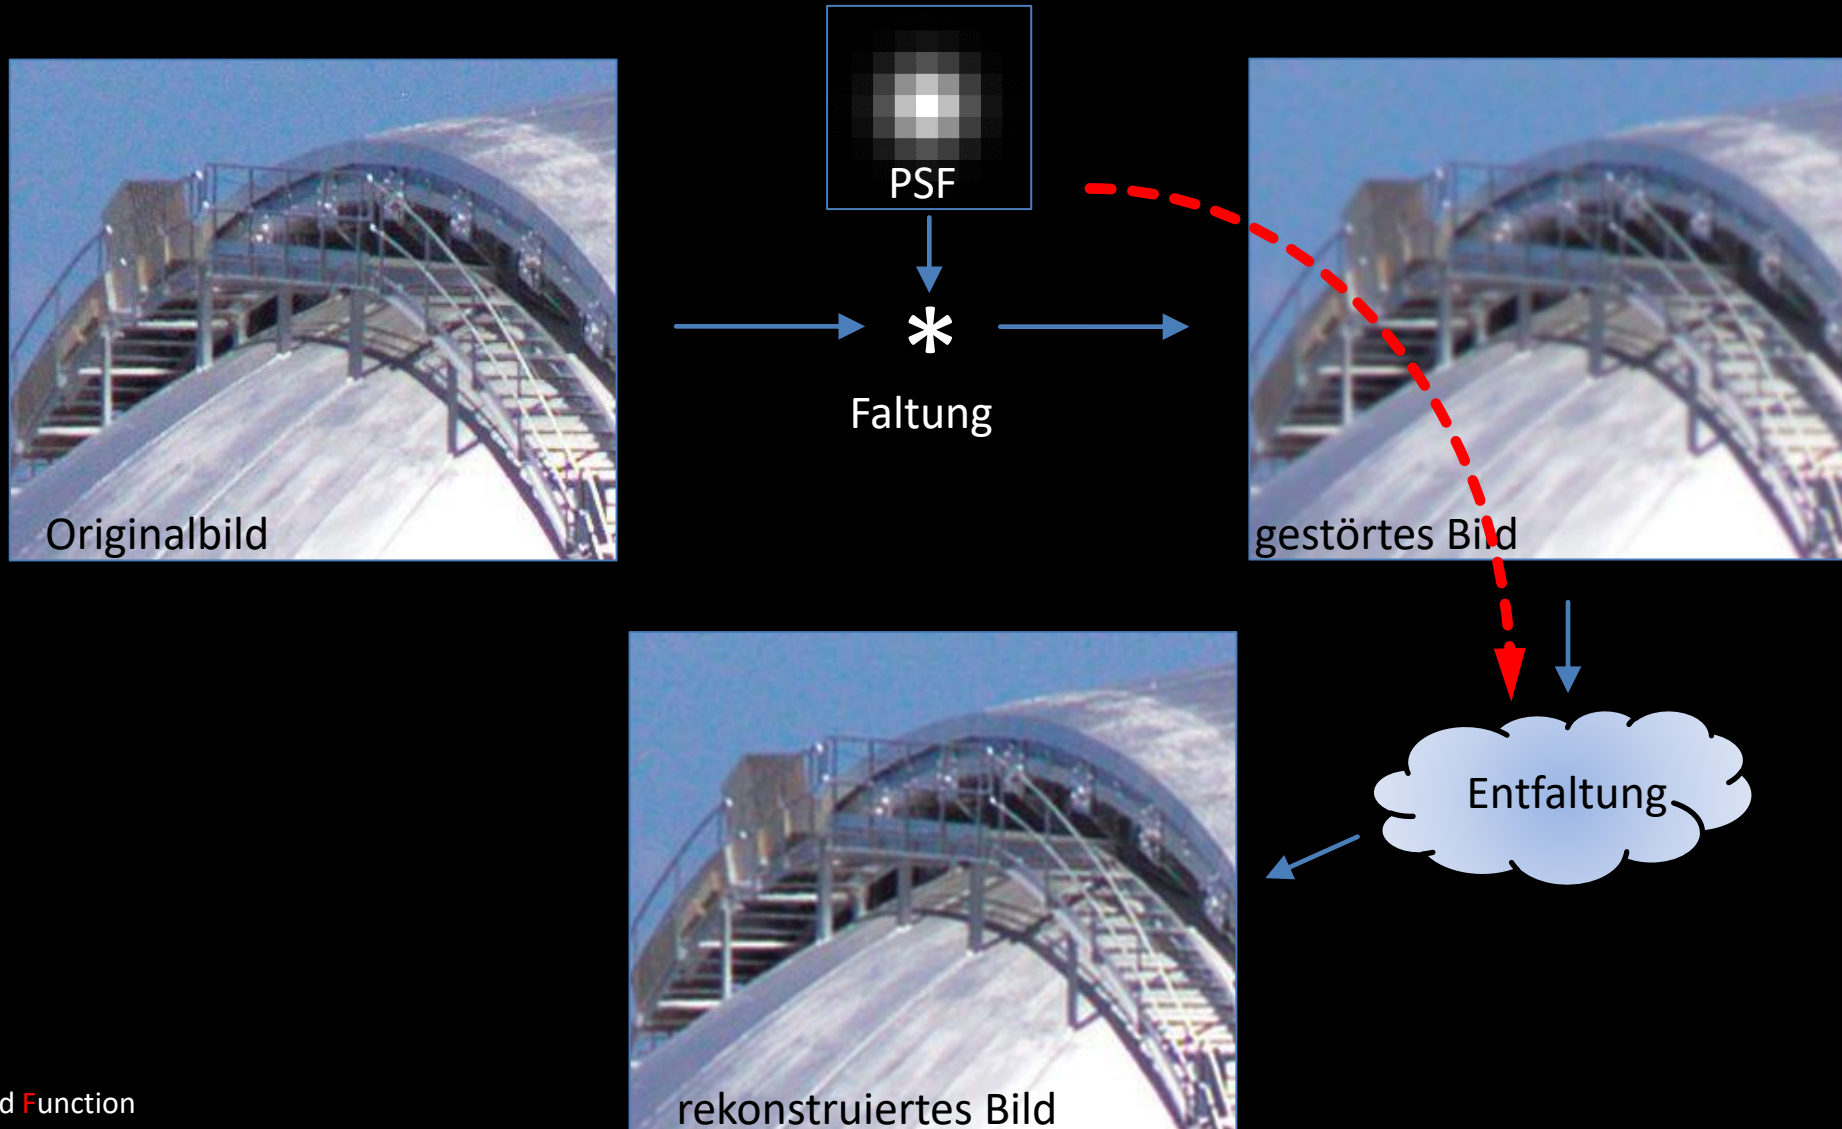 PSF
*
Faltung
Originalbild
gestörtes Bild
Entfaltung
rekonstruiertes Bild
d Function